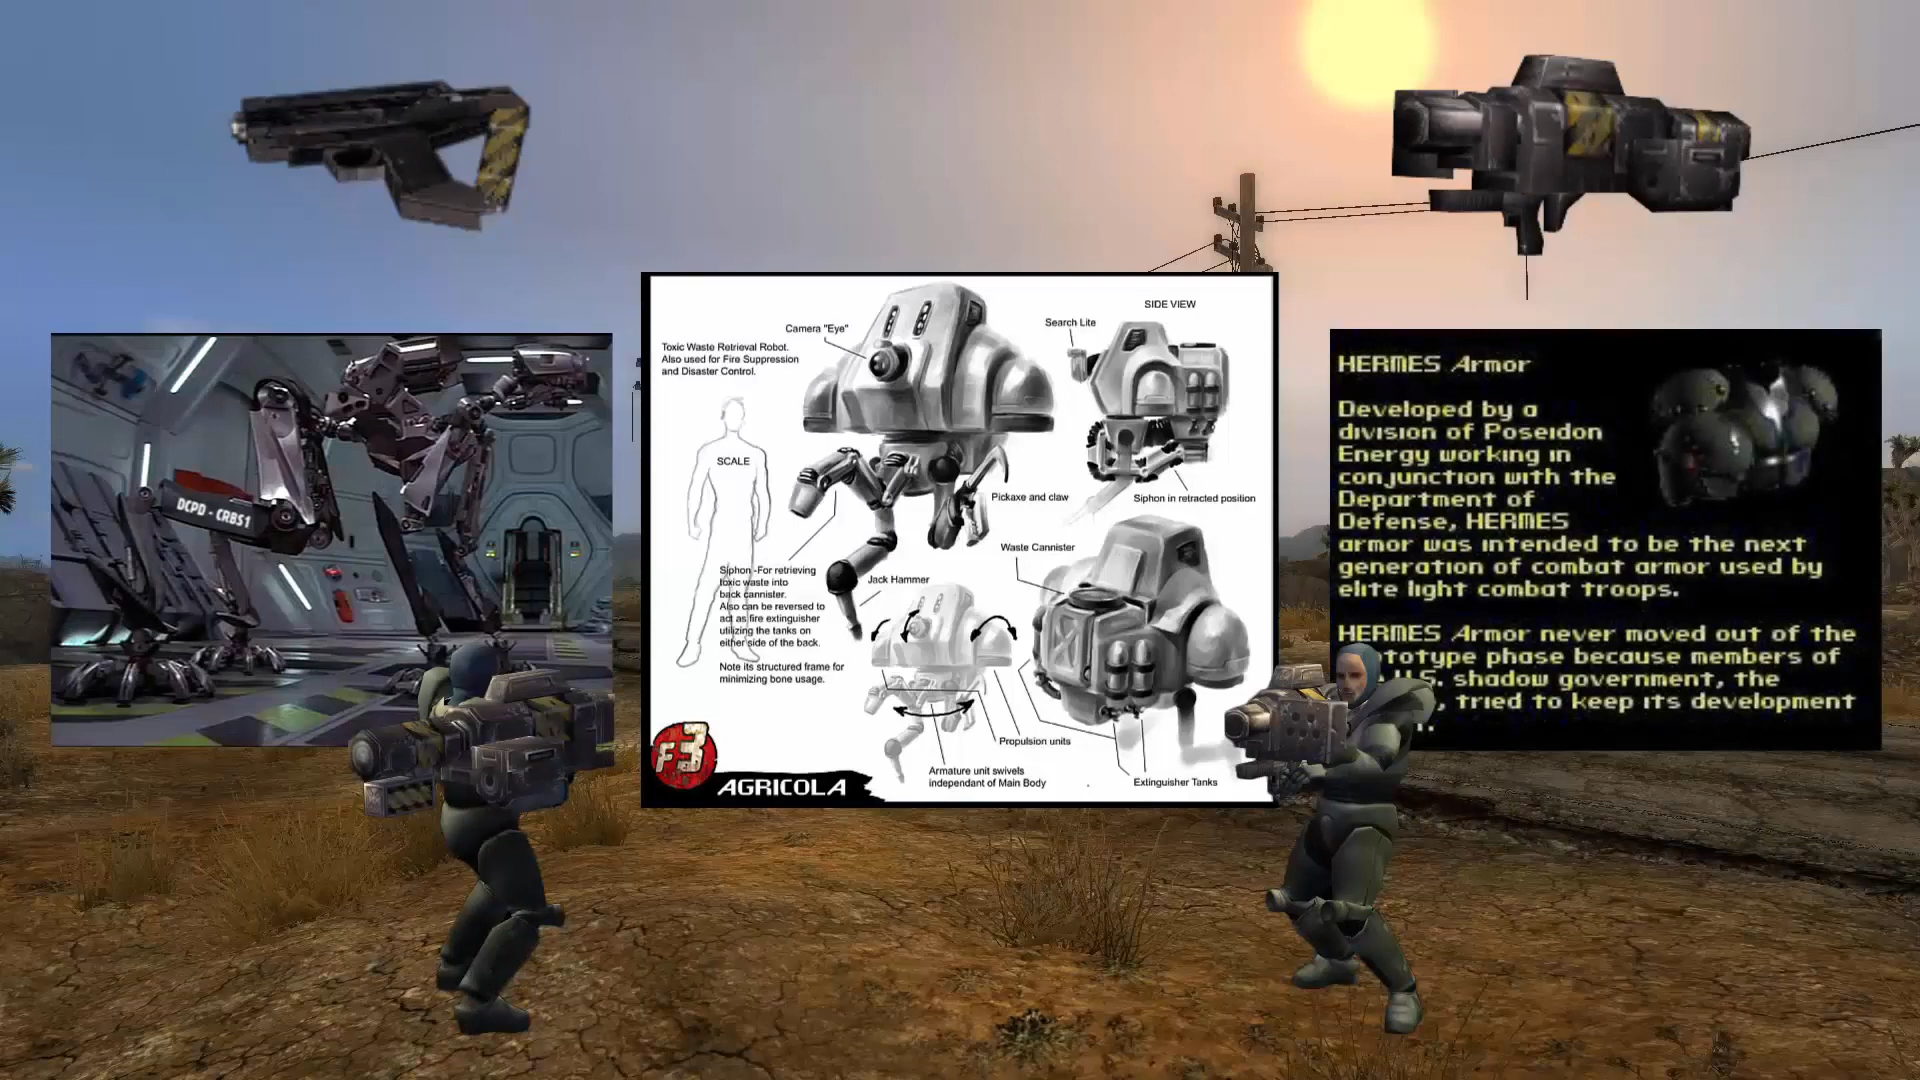 DCPD - CRBS1
Camera "Eye"
Toxic Waste Retrieval Robot.
Also used for Fire Suppression
and Disaster Control.
SCALE
SIDE VIEW
Search Lite
Pickaxe and claw
Siphon in retracted position
Siphon -For retrieving
toxic waste into
back cannister.
Also can be reversed to
act as fire extinguisher
utilizing the tanks on
either side of the back.
Note its structured frame for
minimizing bone usage.
Jack Hammer
Waste Cannister
Propulsion units
Armature unit swivels
independant of Main Body
Extinguisher Tanks
F3
AGRICOLA
HERMES Armor
Developed by a
division of Poseidon
Energy working in
conjunction with the
Department of
Defense, HERMES
armor was intended to be the next
generation of combat armor used by
elite light combat troops.
HERMES Armor never moved out of the
totype phase because members of
U.S. shadow government, the
, tried to keep its development